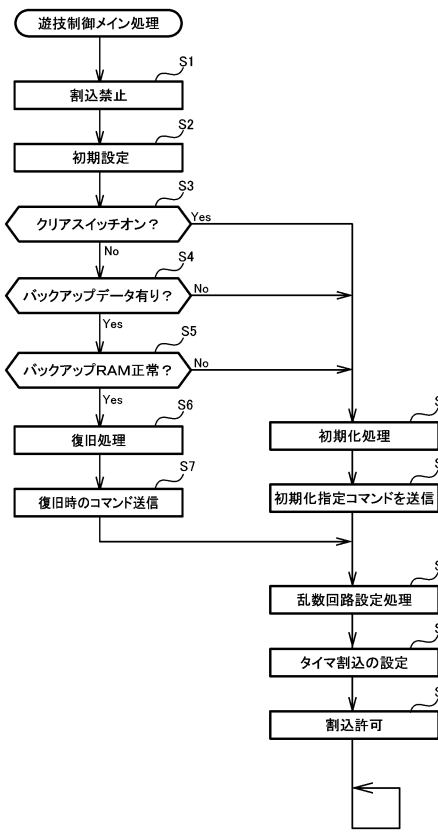 遊技制御メイン処理
S1
割込禁止
S2
初期設定
S3
クリアスイッチオン？
Yes
No
S4
バックアップデータ有り？
No
Yes
S5
バックアップRAM正常？
No
Yes
S6
復旧処理
S7
復旧時のコマンド送信
S
初期化処理
S
初期化指定コマンドを送信
S
乱数回路設定処理
S
タイマ割込の設定
S
割込許可